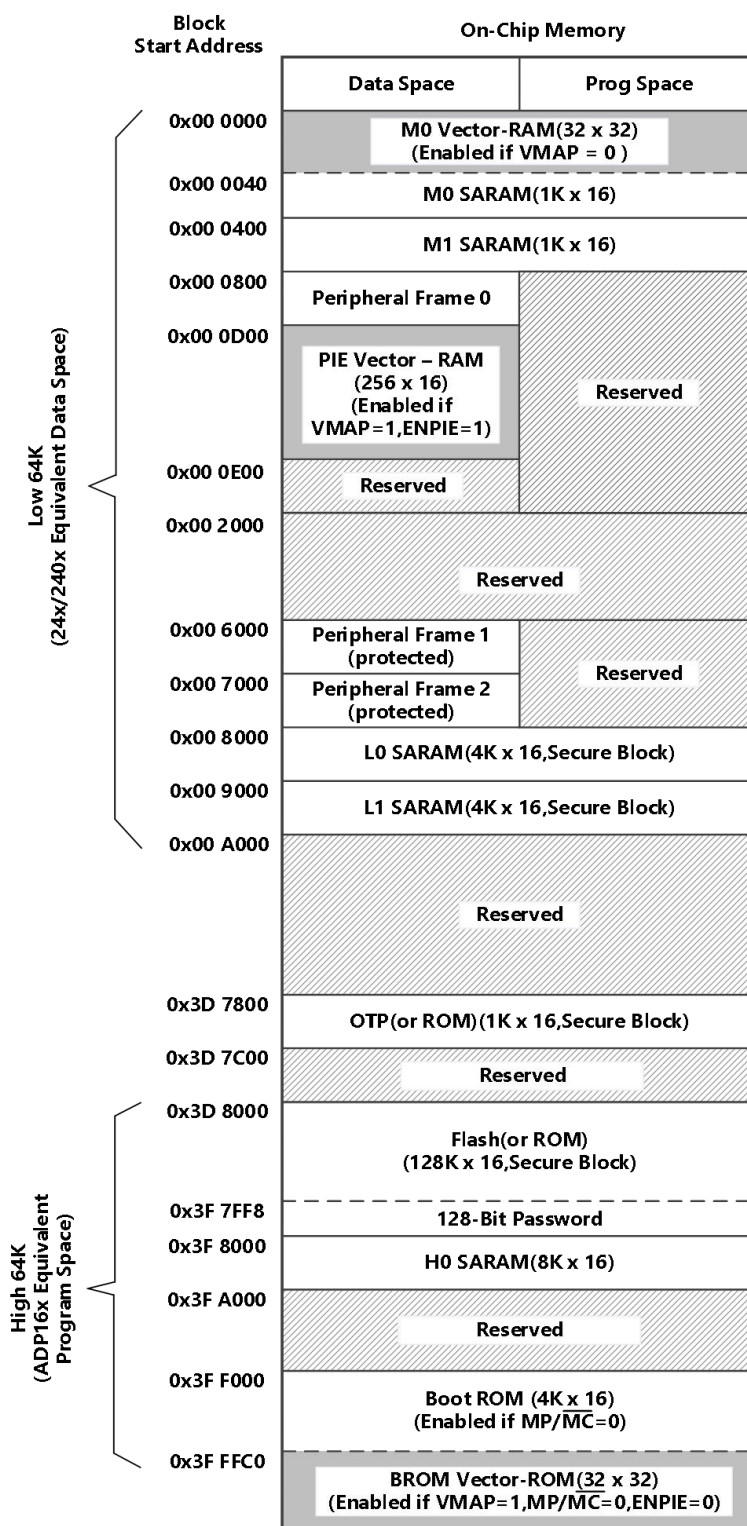 Block
Start Address
On-Chip Memory
Data Space
Prog Space
0x00 0000
M0 Vector-RAM(32 x 32)
(Enabled if VMAP = 0 )
0x00 0040
M0 SARAM(1K x 16)
0x00 0400
M1 SARAM(1K x 16)
0x00 0800
Peripheral Frame 0
0x00 0D00
PIE Vector – RAM
(256 x 16)
(Enabled if
VMAP=1,ENPIE=1)
Reserved
0x00 0E00
Reserved
0x00 2000
Reserved
Low 64K
(24x/240x Equivalent Data Space)
0x00 6000
Peripheral Frame 1
(protected)
Reserved
0x00 7000
Peripheral Frame 2
(protected)
0x00 8000
L0 SARAM(4K x 16,Secure Block)
0x00 9000
L1 SARAM(4K x 16,Secure Block)
0x00 A000
Reserved
0x3D 7800
OTP(or ROM)(1K x 16,Secure Block)
0x3D 7C00
Reserved
0x3D 8000
Flash(or ROM)
(128K x 16,Secure Block)
0x3F 7FF8
128-Bit Password
0x3F 8000
H0 SARAM(8K x 16)
0x3F A000
Reserved
High 64K
(ADP16x Equivalent
Program Space)
0x3F F000
Boot ROM (4K x 16)
(Enabled if MP/M̅C̅=0)
0x3F FFC0
BROM Vector-ROM(32 x 32)
(Enabled if VMAP=1,MP/M̅C̅=0,ENPIE=0)